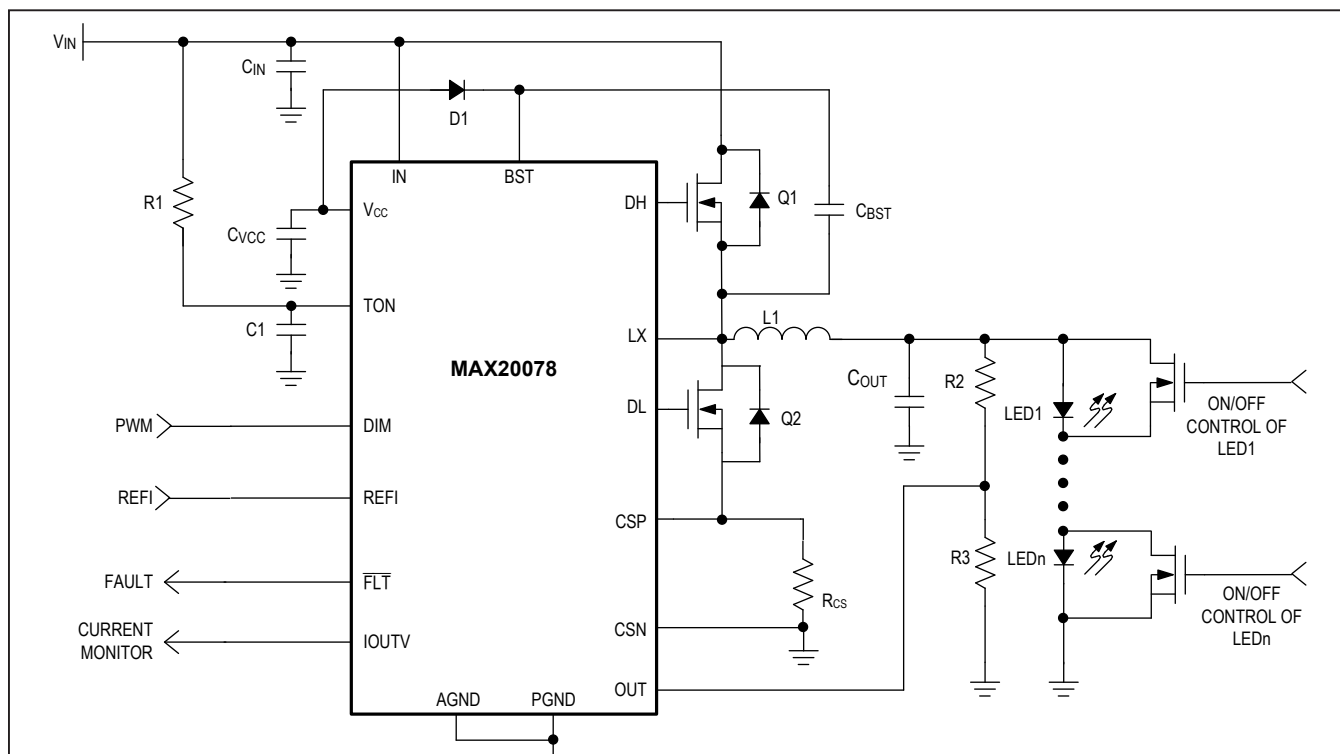 VIN
CIN
D1
R1
IN
BST
VCC
DH
Q1
CBST
CVCC
TON
C1
LX
L1
MAX20078
COUT
R2
DL
Q2
LED1
ON/OFF
CONTROL OF
LED1
PWM
DIM
REFI
REFI
CSP
R3
LEDn
ON/OFF
CONTROL OF
LEDn
FAULT
FLT
RCS
CURRENT
MONITOR
IOUTV
CSN
OUT
AGND
PGND